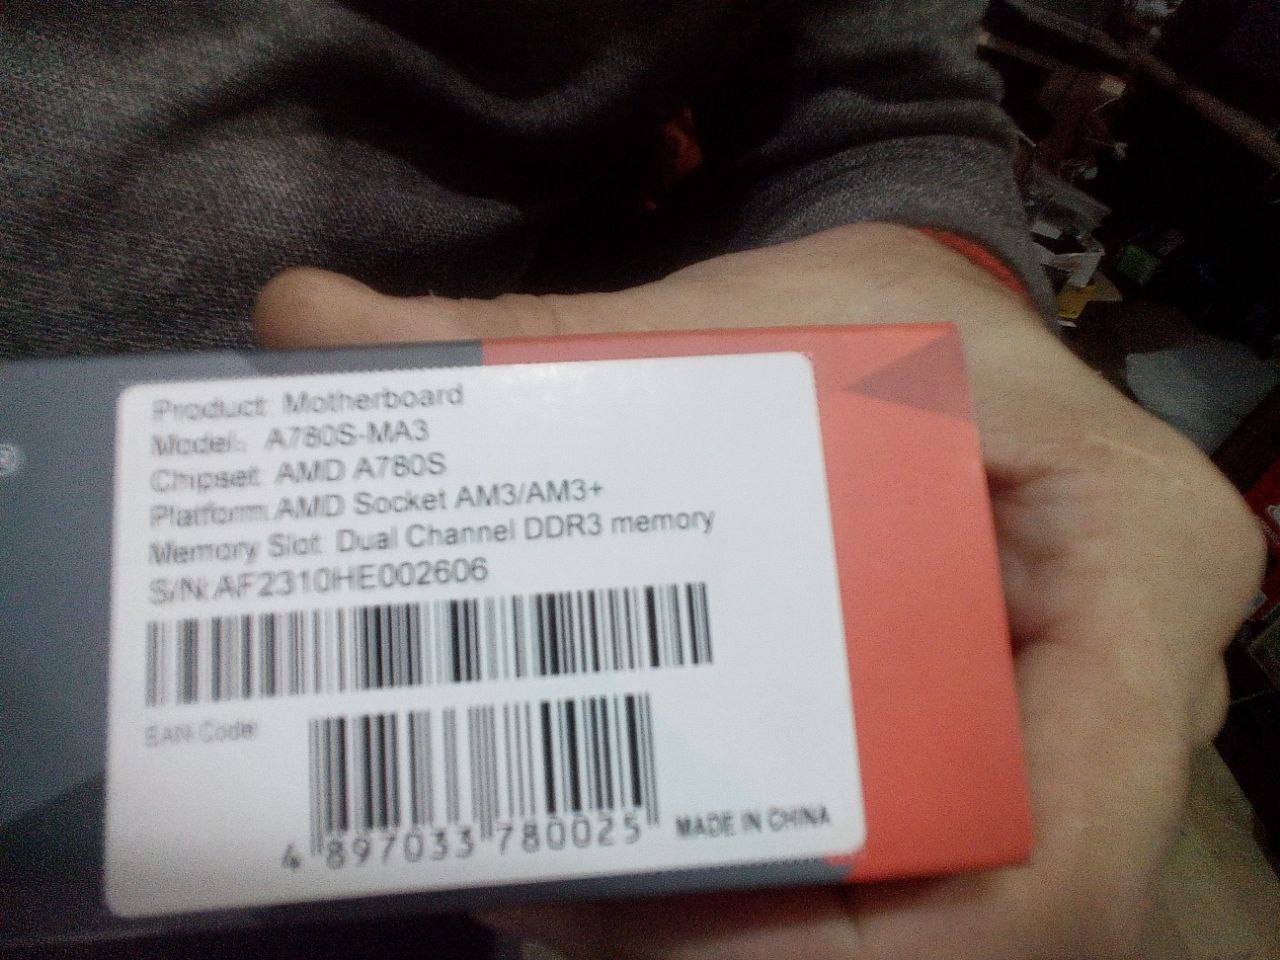 Product: Motherboard
Model: A780S-MA3
Chipset: AMD A780S
Platform: AMD Socket AM3/AM3+
Memory Slot: Dual Channel DDR3 memory
S/N:AF2310HE002606
EAN Code:
4 897033 780025
MADE IN CHINA